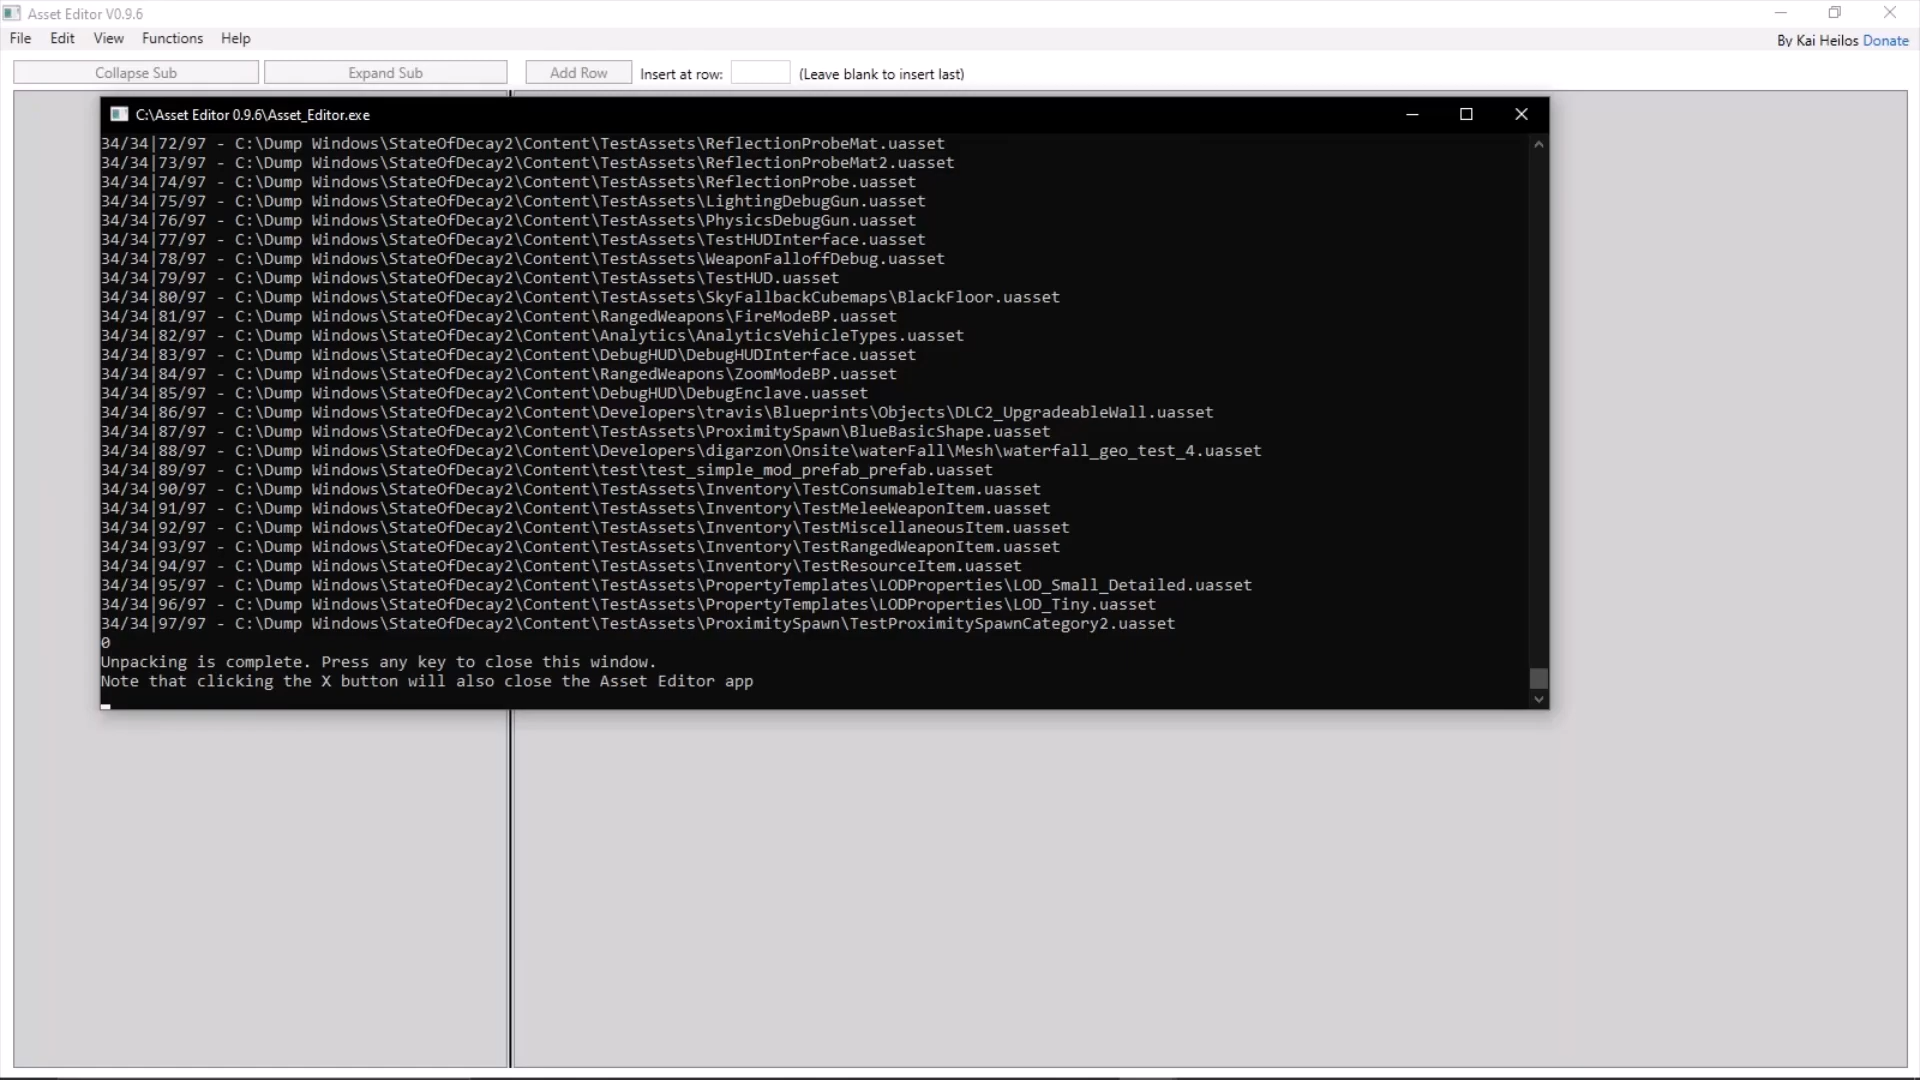 Asset Editor V0.9.6
File Edit View Functions Help
By Kai Heilos Donate
Collapse Sub Expand Sub Add Row Insert at row: (Leave blank to insert last)
C:\Asset Editor 0.9.6\Asset_Editor.exe
34/34|72/97 - C:\Dump Windows\StateOfDecay2\Content\TestAssets\ReflectionProbeMat.uasset
34/34|73/97 - C:\Dump Windows\StateOfDecay2\Content\TestAssets\ReflectionProbeMat2.uasset
34/34|74/97 - C:\Dump Windows\StateOfDecay2\Content\TestAssets\ReflectionProbe.uasset
34/34|75/97 - C:\Dump Windows\StateOfDecay2\Content\TestAssets\LightingDebugGun.uasset
34/34|76/97 - C:\Dump Windows\StateOfDecay2\Content\TestAssets\PhysicsDebugGun.uasset
34/34|77/97 - C:\Dump Windows\StateOfDecay2\Content\TestAssets\TestHUDInterface.uasset
34/34|78/97 - C:\Dump Windows\StateOfDecay2\Content\TestAssets\WeaponFalloffDebug.uasset
34/34|79/97 - C:\Dump Windows\StateOfDecay2\Content\TestAssets\TestHUD.uasset
34/34|80/97 - C:\Dump Windows\StateOfDecay2\Content\TestAssets\SkyFallbackCubemaps\BlackFloor.uasset
34/34|81/97 - C:\Dump Windows\StateOfDecay2\Content\RangedWeapons\FireModeBP.uasset
34/34|82/97 - C:\Dump Windows\StateOfDecay2\Content\Analytics\AnalyticsVehicleTypes.uasset
34/34|83/97 - C:\Dump Windows\StateOfDecay2\Content\DebugHUD\DebugHUDInterface.uasset
34/34|84/97 - C:\Dump Windows\StateOfDecay2\Content\RangedWeapons\ZoomModeBP.uasset
34/34|85/97 - C:\Dump Windows\StateOfDecay2\Content\DebugHUD\DebugEnclave.uasset
34/34|86/97 - C:\Dump Windows\StateOfDecay2\Content\Developers\travis\Blueprints\Objects\DLC2_UpgradeableWall.uasset
34/34|87/97 - C:\Dump Windows\StateOfDecay2\Content\TestAssets\ProximitySpawn\BlueBasicShape.uasset
34/34|88/97 - C:\Dump Windows\StateOfDecay2\Content\Developers\digarzon\Onsite\waterFall\Mesh\waterfall_geo_test_4.uasset
34/34|89/97 - C:\Dump Windows\StateOfDecay2\Content\test\test_simple_mod_prefab_prefab.uasset
34/34|90/97 - C:\Dump Windows\StateOfDecay2\Content\TestAssets\Inventory\TestConsumableItem.uasset
34/34|91/97 - C:\Dump Windows\StateOfDecay2\Content\TestAssets\Inventory\TestMeleeWeaponItem.uasset
34/34|92/97 - C:\Dump Windows\StateOfDecay2\Content\TestAssets\Inventory\TestMiscellaneousItem.uasset
34/34|93/97 - C:\Dump Windows\StateOfDecay2\Content\TestAssets\Inventory\TestRangedWeaponItem.uasset
34/34|94/97 - C:\Dump Windows\StateOfDecay2\Content\TestAssets\Inventory\TestResourceItem.uasset
34/34|95/97 - C:\Dump Windows\StateOfDecay2\Content\TestAssets\PropertyTemplates\LODProperties\LOD_Small_Detailed.uasset
34/34|96/97 - C:\Dump Windows\StateOfDecay2\Content\TestAssets\PropertyTemplates\LODProperties\LOD_Tiny.uasset
34/34|97/97 - C:\Dump Windows\StateOfDecay2\Content\TestAssets\ProximitySpawn\TestProximitySpawnCategory2.uasset
0
Unpacking is complete. Press any key to close this window.
Note that clicking the X button will also close the Asset Editor app